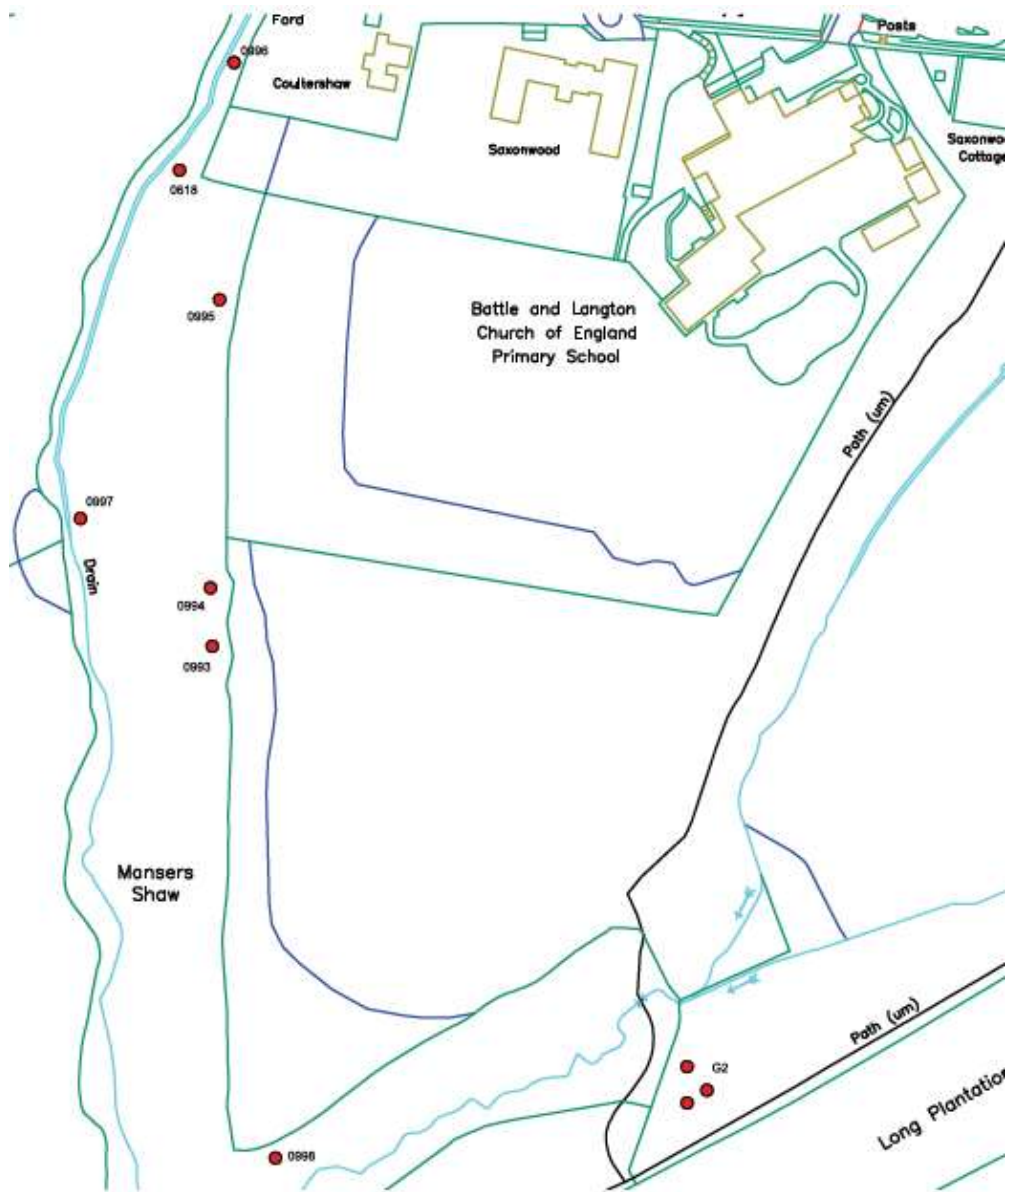 Ford
Posts
0996
Coultershaw
Saxonwood
Cottage
Saxonwood
0618
0995
Battle and Langton
Church of England
Primary School
Path (um)
0997
Drain
0994
0993
Mansers
Shaw
Path (um)
G2
Long Plantation
0998